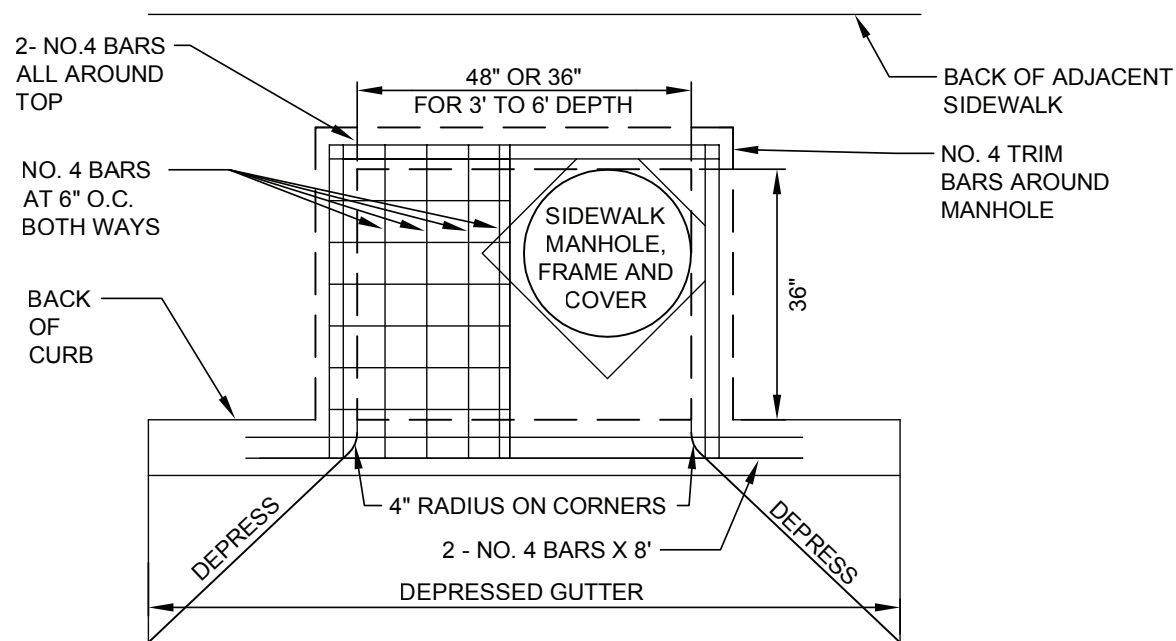 2- NO.4 BARS
ALL AROUND
TOP
48" OR 36"
FOR 3' TO 6' DEPTH
BACK OF ADJACENT
SIDEWALK
NO. 4 BARS
AT 6" O.C.
BOTH WAYS
NO. 4 TRIM
BARS AROUND
MANHOLE
SIDEWALK
MANHOLE,
FRAME AND
COVER
36"
BACK
OF
CURB
4" RADIUS ON CORNERS
DEPRESS
DEPRESS
2 - NO. 4 BARS X 8'
DEPRESSED GUTTER